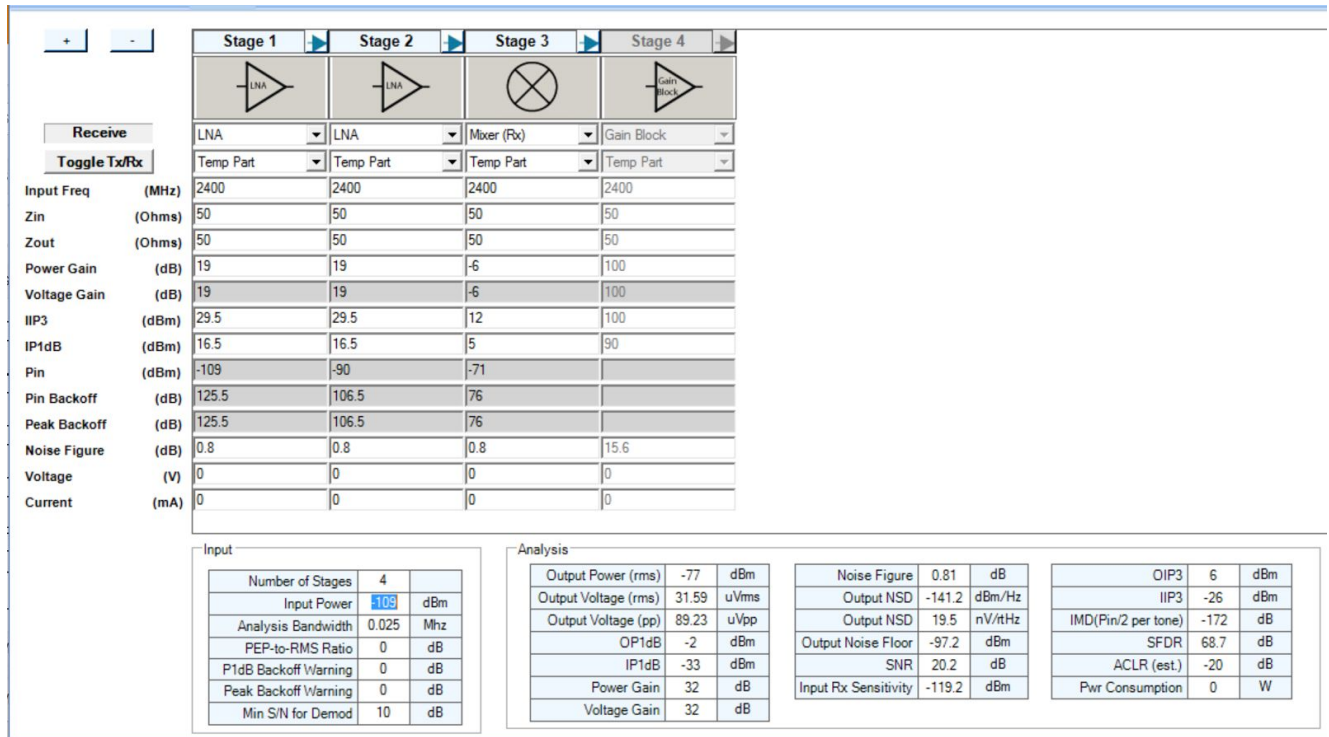 + - Stage 1 Stage 2 Stage 3 Stage 4
LNA LNA Gain
Block
Receive LNA LNA Mixer (Rx) Gain Block
Toggle Tx/Rx Temp Part Temp Part Temp Part Temp Part
Input Freq (MHz) 2400 2400 2400 2400
Zin (Ohms) 50 50 50 50
Zout (Ohms) 50 50 50 50
Power Gain (dB) 19 19 -6 100
Voltage Gain (dB) 19 19 -6 100
IIP3 (dBm) 29.5 29.5 12 100
IP1dB (dBm) 16.5 16.5 5 90
Pin (dBm) -109 -90 -71
Pin Backoff (dB) 125.5 106.5 76
Peak Backoff (dB) 125.5 106.5 76
Noise Figure (dB) 0.8 0.8 0.8 15.6
Voltage (V) 0 0 0 0
Current (mA) 0 0 0 0
Input
Number of Stages 4
Input Power -109 dBm
Analysis Bandwidth 0.025 Mhz
PEP-to-RMS Ratio 0 dB
P1dB Backoff Warning 0 dB
Peak Backoff Warning 0 dB
Min S/N for Demod 10 dB
Analysis
Output Power (rms) -77 dBm
Output Voltage (rms) 31.59 uVrms
Output Voltage (pp) 89.23 uVpp
OP1dB -2 dBm
IP1dB -33 dBm
Power Gain 32 dB
Voltage Gain 32 dB
Noise Figure 0.81 dB
Output NSD -141.2 dBm/Hz
Output NSD 19.5 nV/rtHz
Output Noise Floor -97.2 dBm
SNR 20.2 dB
Input Rx Sensitivity -119.2 dBm
OIP3 6 dBm
IIP3 -26 dBm
IMD(Pin/2 per tone) -172 dB
SFDR 68.7 dB
ACLR (est.) -20 dB
Pwr Consumption 0 W